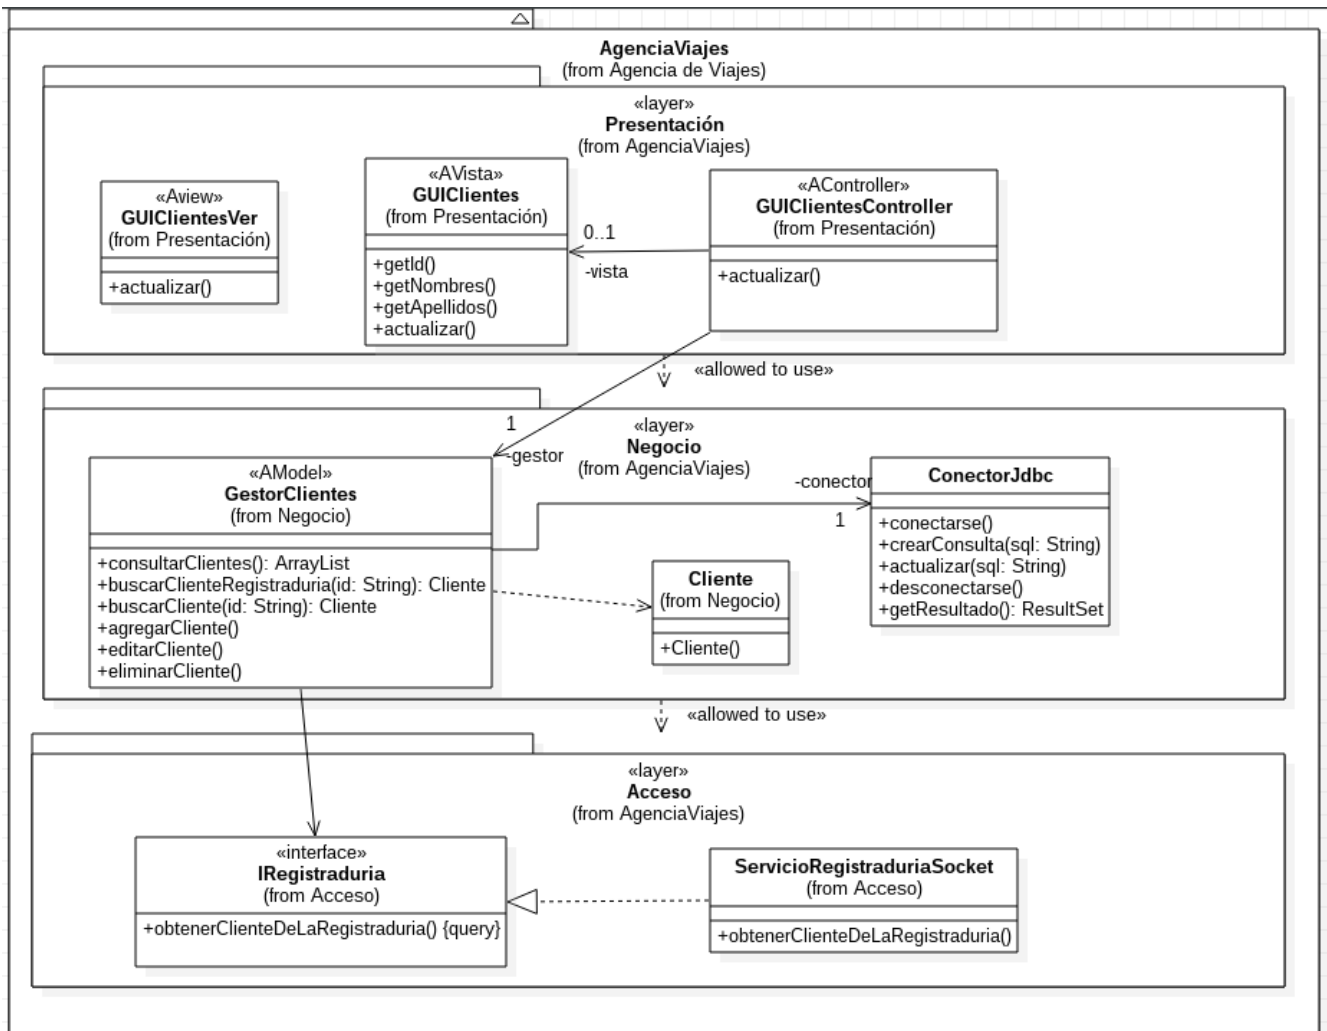 AgenciaViajes
(from Agencia de Viajes)
«layer»
Presentación
(from AgenciaViajes)
«Aview»
GUIClientesVer
(from Presentación)
+actualizar()
«AVista»
GUIClientes
(from Presentación)
+getId()
+getNombres()
+getApellidos()
+actualizar()
0..1
-vista
«AController»
GUIClientesController
(from Presentación)
+actualizar()
«allowed to use»
«layer»
Negocio
(from AgenciaViajes)
1
-gestor
«AModel»
GestorClientes
(from Negocio)
+consultarClientes(): ArrayList
+buscarClienteRegistraduria(id: String): Cliente
+buscarCliente(id: String): Cliente
+agregarCliente()
+editarCliente()
+eliminarCliente()
-conector
1
ConectorJdbc
+conectarse()
+crearConsulta(sql: String)
+actualizar(sql: String)
+desconectarse()
+getResultado(): ResultSet
Cliente
(from Negocio)
+Cliente()
«allowed to use»
«layer»
Acceso
(from AgenciaViajes)
«interface»
IRegistraduria
(from Acceso)
+obtenerClienteDeLaRegistraduria() {query}
ServicioRegistraduriaSocket
(from Acceso)
+obtenerClienteDeLaRegistraduria()